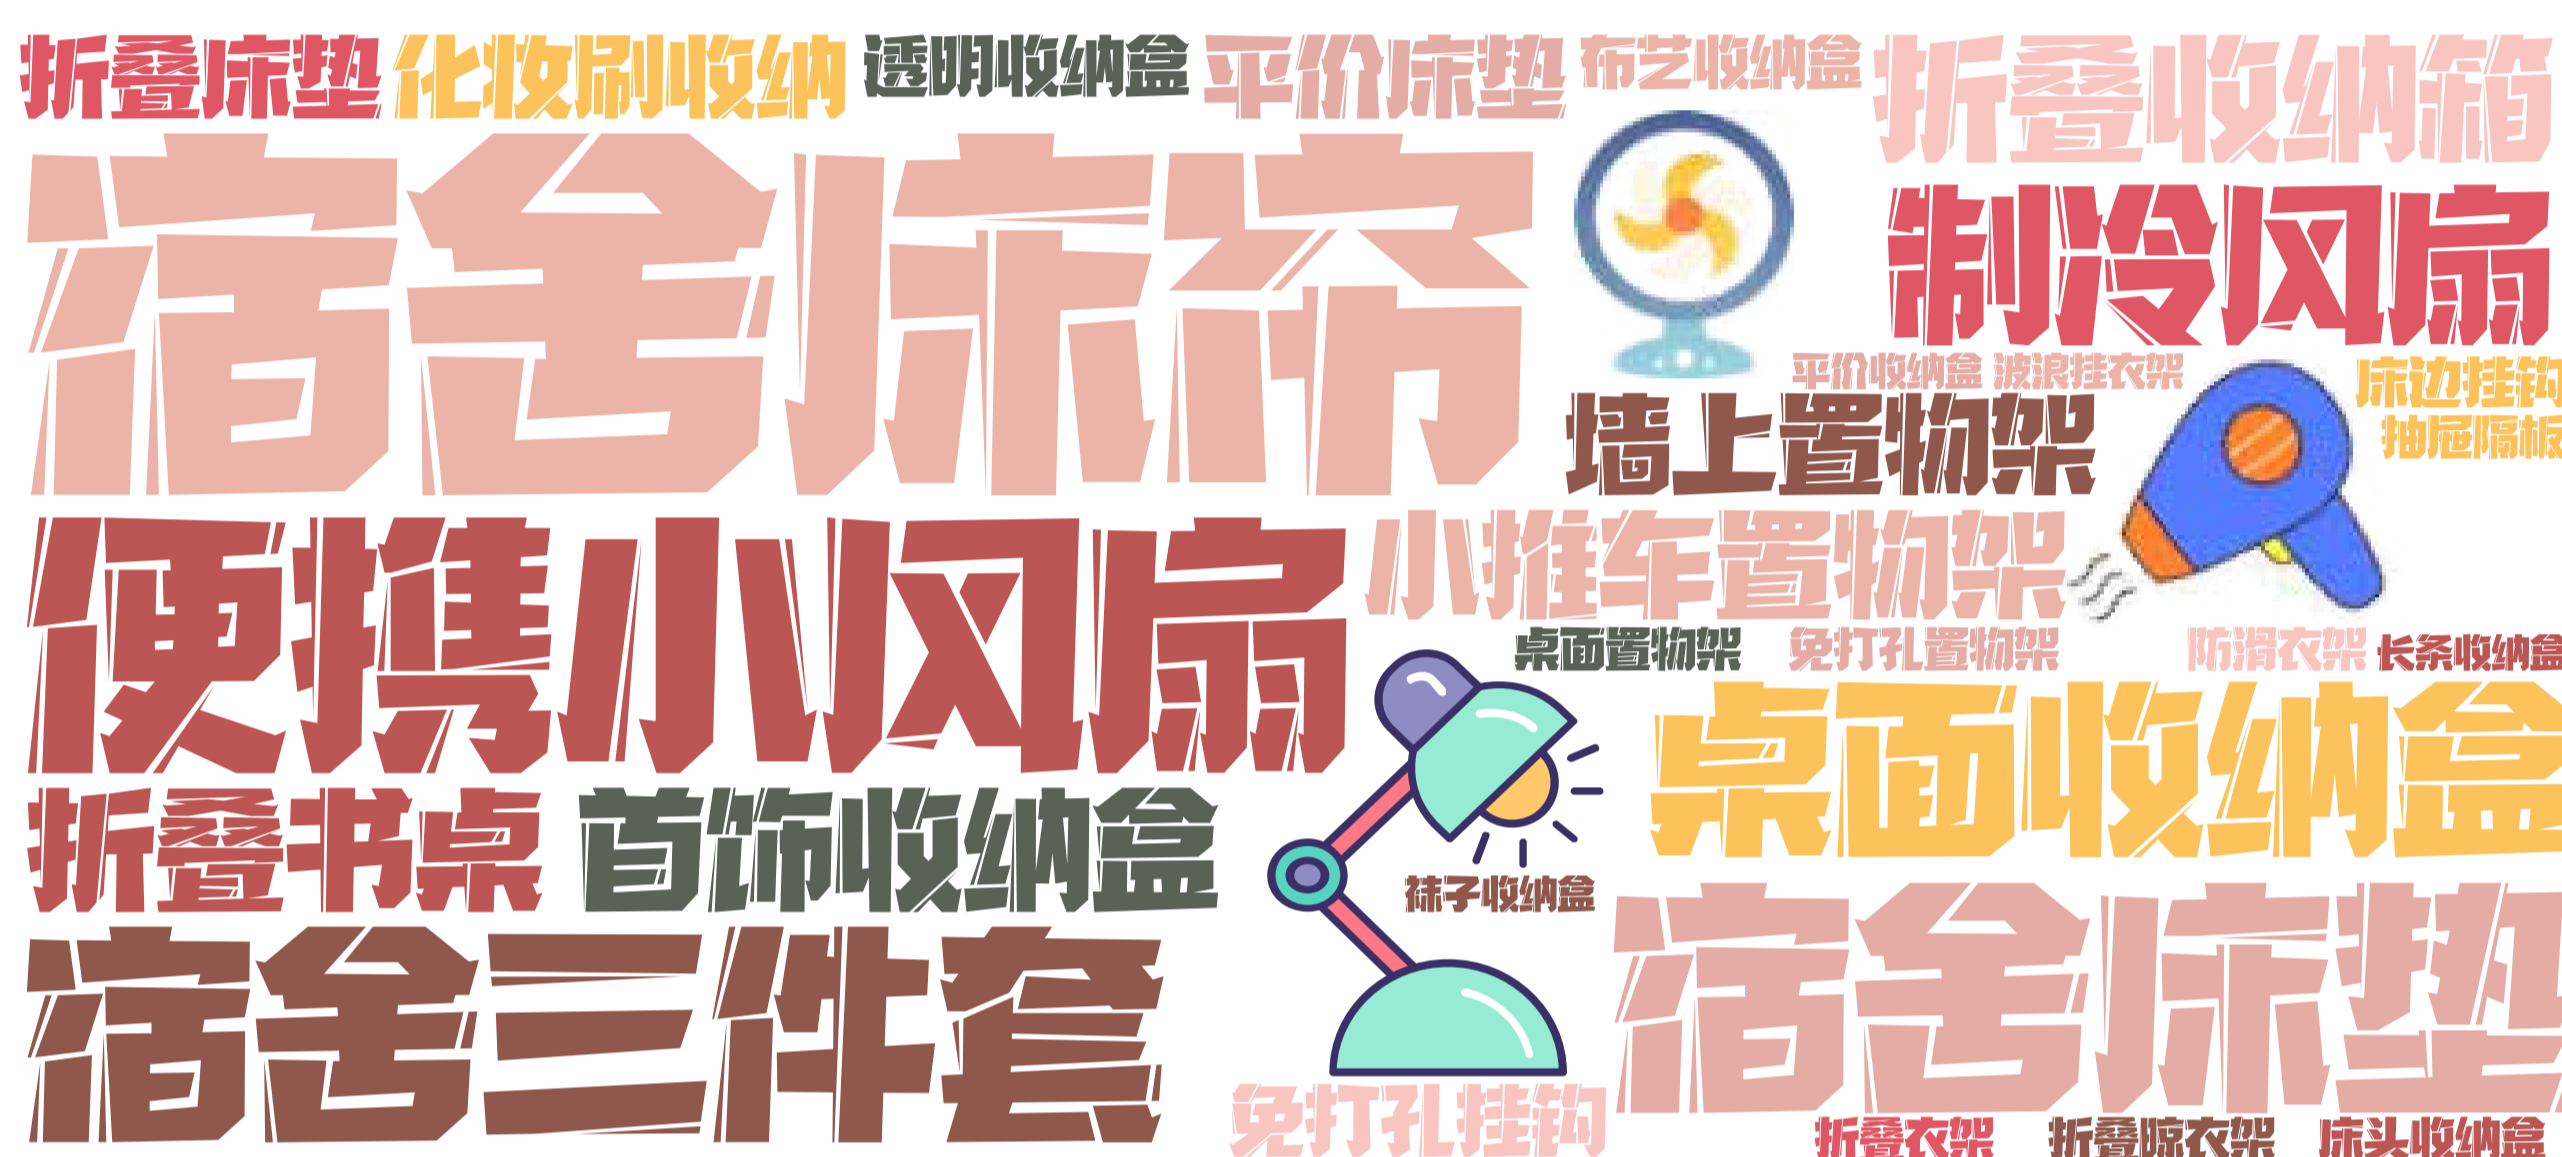 折叠床垫 化妆刷收纳 透明收纳盒 平价床垫 布艺收纳盒 折叠收纳箱
宿舍床帘
制冷风扇
平价收纳盒 波浪挂衣架 床边挂钩
墙上置物架 抽屉隔板
便携小风扇
小推车置物架
桌面置物架 免打孔置物架 防滑衣架 长条收纳盒
桌面收纳盒
折叠书桌 首饰收纳盒
袜子收纳盒
宿舍三件套
宿舍床垫
免打孔挂钩
折叠衣架 折叠晾衣架 床头收纳盒